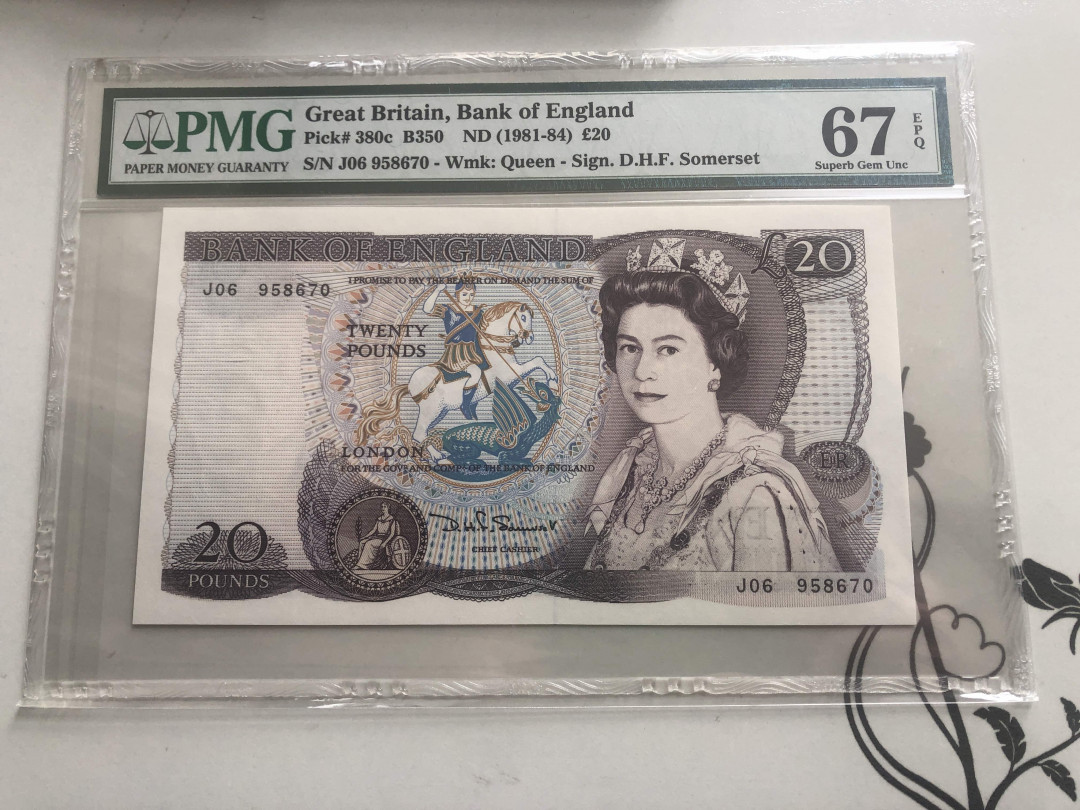 PMG
PAPER MONEY GUARANTY
Great Britain, Bank of England
Pick# 380c B350 ND (1981-84) £20
S/N J06 958670 - Wmk: Queen - Sign. D.H.F. Somerset
67 EPQ
Superb Gem Unc
BANK OF ENGLAND
£20
J06 958670
I PROMISE TO PAY THE BEARER ON DEMAND THE SUM OF
TWENTY
POUNDS
LONDON
FOR THE GOVR AND COMPA OF THE BANK OF ENGLAND
ER
CHIEF CASHIER
20
POUNDS
J06 958670